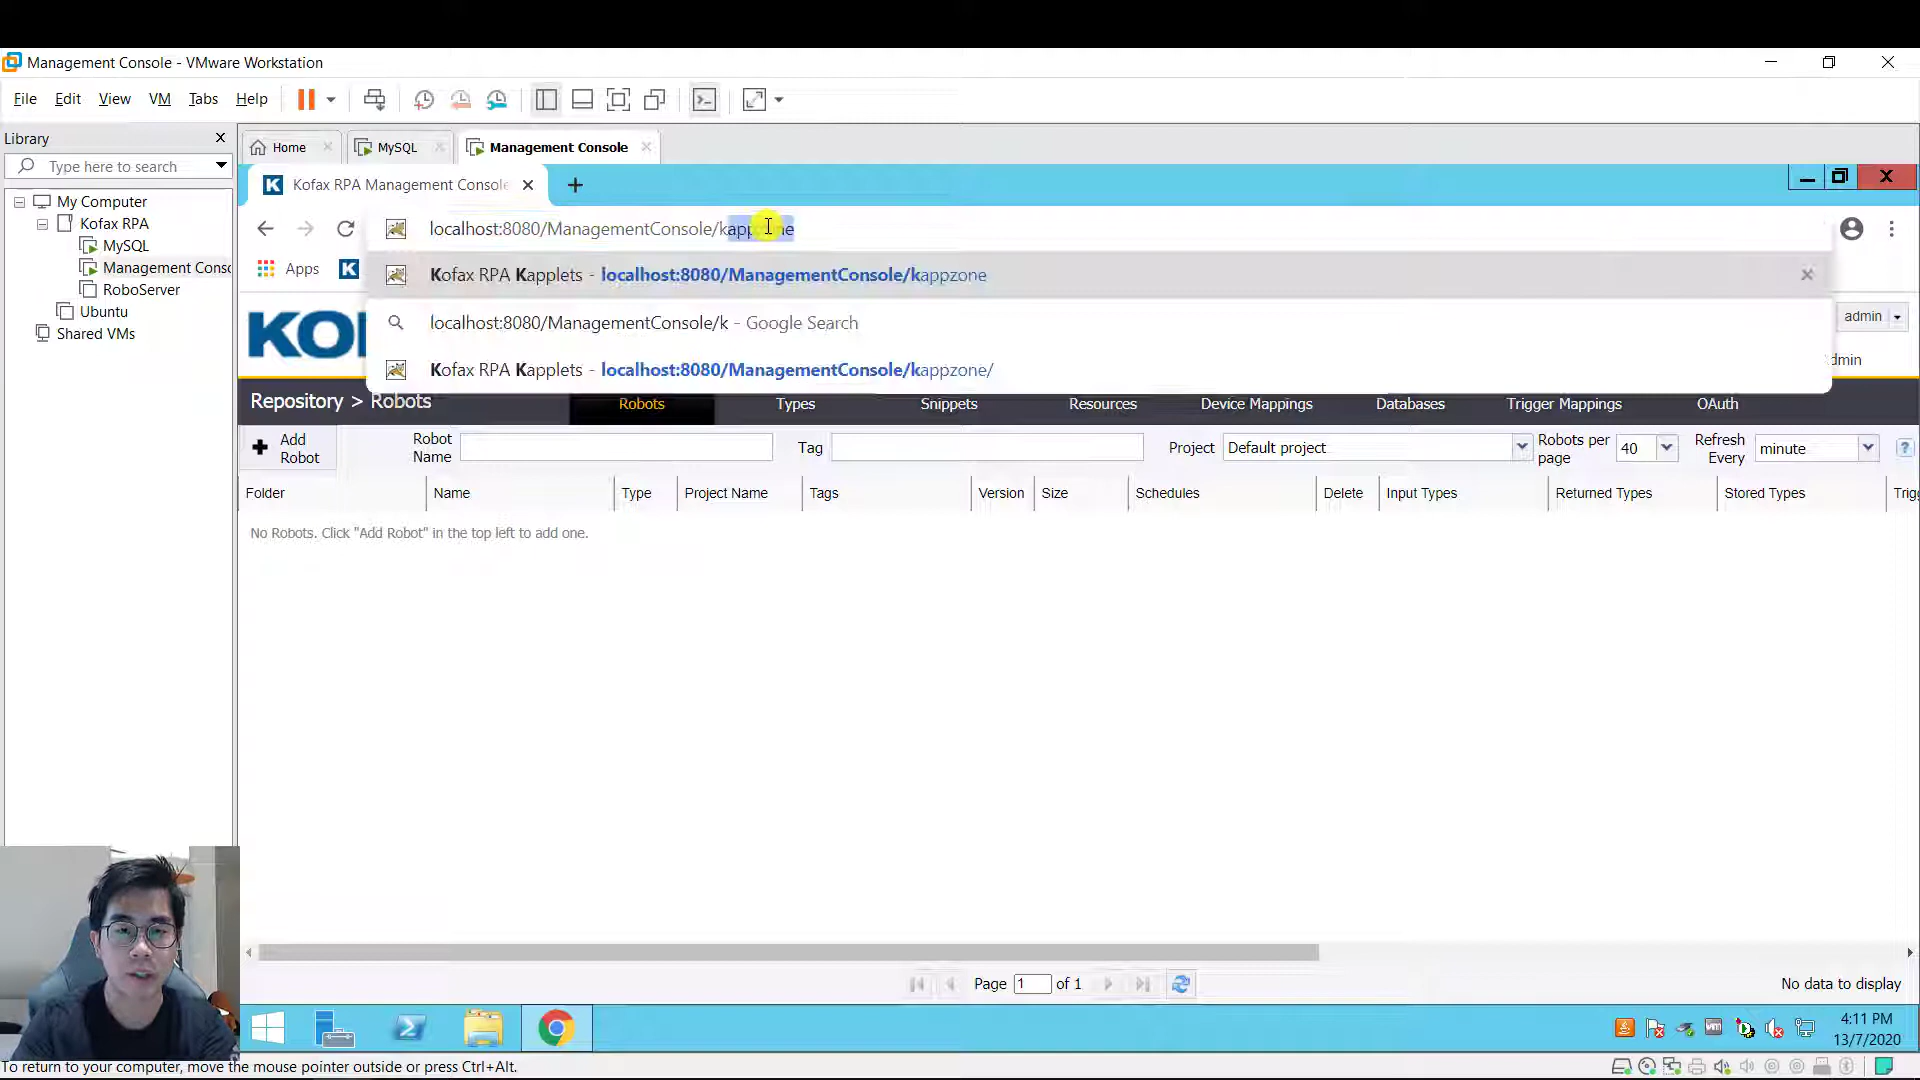 Management Console - VMware Workstation
File Edit View VM Tabs Help
Library
Type here to search
My Computer
Kofax RPA
MySQL
Management Consc
RoboServer
Ubuntu
Shared VMs
Home
MySQL
Management Console
Kofax RPA Management Console
localhost:8080/ManagementConsole/kappzone
Apps
Kofax RPA Kapplets - localhost:8080/ManagementConsole/kappzone
localhost:8080/ManagementConsole/k - Google Search
Kofax RPA Kapplets - localhost:8080/ManagementConsole/kappzone/
KO
admin
dmin
Repository > Robots
Robots Types Snippets Resources Device Mappings Databases Trigger Mappings OAuth
Add Robot
Robot Name
Tag
Project Default project
Robots per page 40
Refresh Every minute
Folder Name Type Project Name Tags Version Size Schedules Delete Input Types Returned Types Stored Types Trig
No Robots. Click "Add Robot" in the top left to add one.
Page 1 of 1
No data to display
4:11 PM
13/7/2020
To return to your computer, move the mouse pointer outside or press Ctrl+Alt.